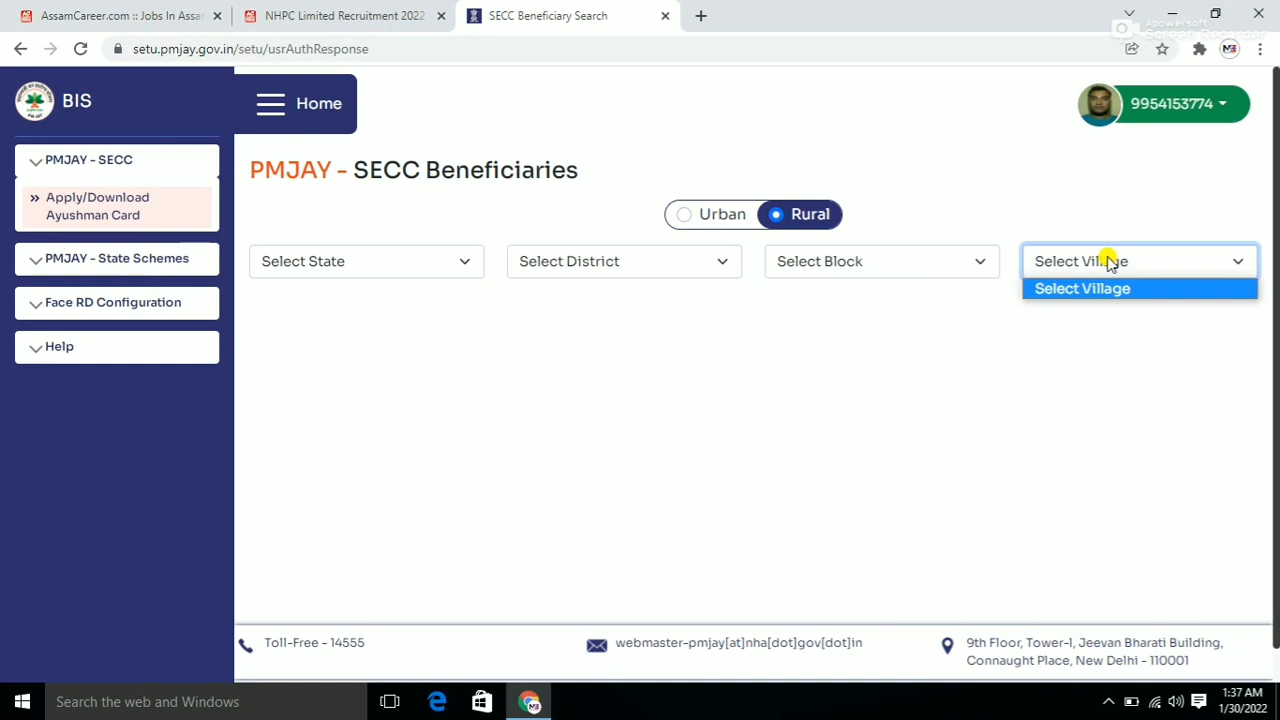 AssamCareer.com :: Jobs In Assa
NHPC Limited Recruitment 2022
SECC Beneficiary Search
Apowersoft
Screen Recorder
setu.pmjay.gov.in/setu/usrAuthResponse
BIS
Home
9954153774
PMJAY - SECC
Apply/Download
Ayushman Card
PMJAY - State Schemes
Face RD Configuration
Help
PMJAY - SECC Beneficiaries
Urban
Rural
Select State
Select District
Select Block
Select Village
Select Village
Toll-Free - 14555
webmaster-pmjay[at]nha[dot]gov[dot]in
9th Floor, Tower-l, Jeevan Bharati Building,
Connaught Place, New Delhi - 110001
Search the web and Windows
1:37 AM
1/30/2022